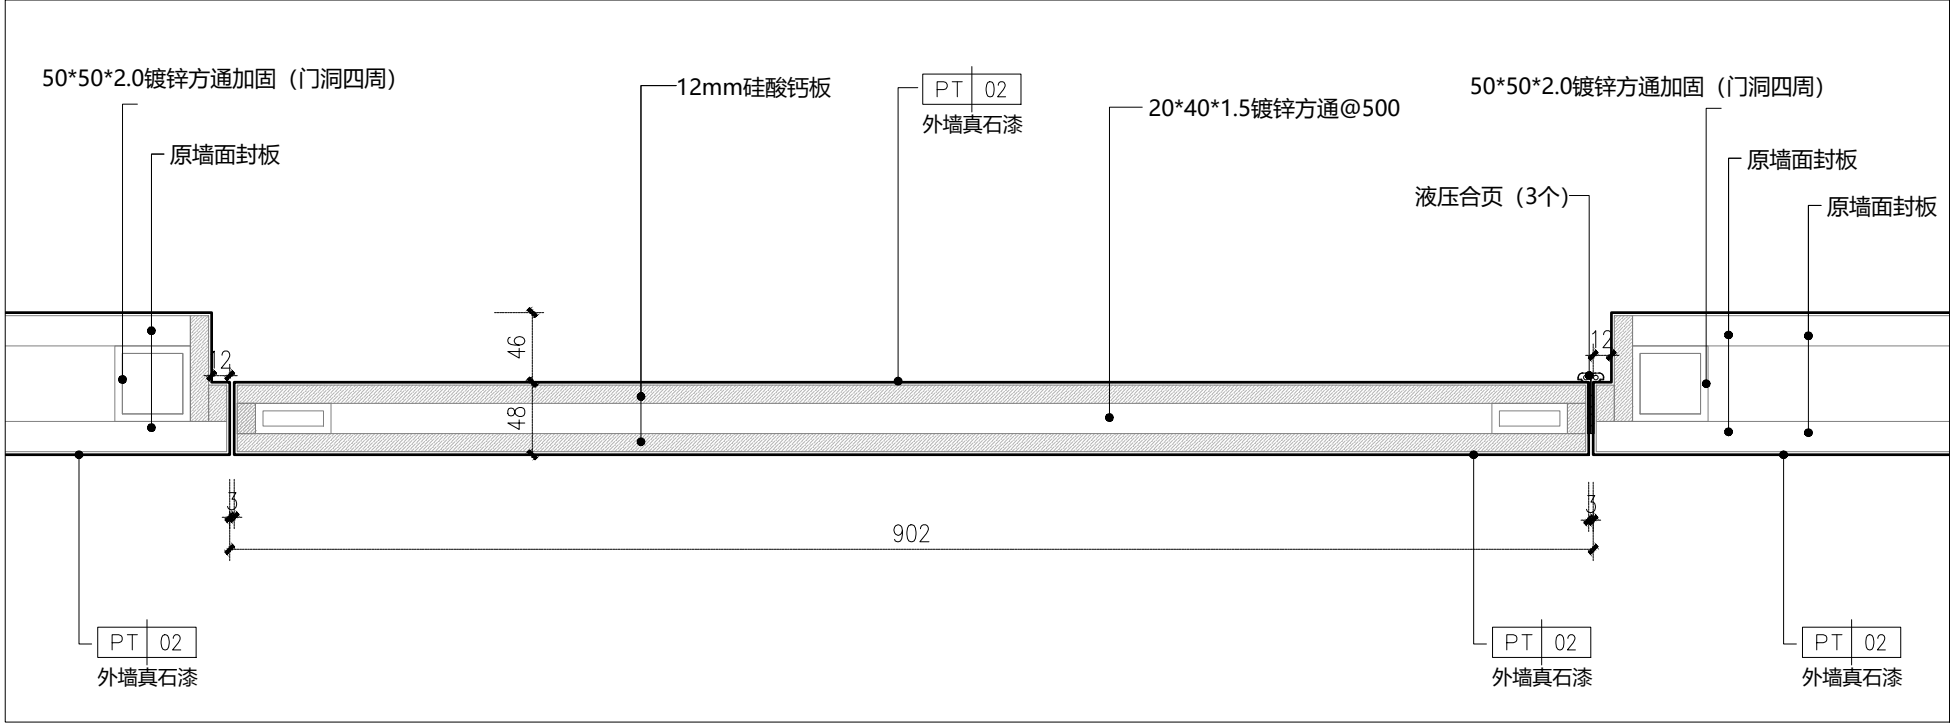 50*50*2.0镀锌方通加固（门洞四周）
原墙面封板
12mm硅酸钙板
PT 02
外墙真石漆
20*40*1.5镀锌方通@500
50*50*2.0镀锌方通加固（门洞四周）
原墙面封板
液压合页（3个）
原墙面封板
12
46
48
12
3
902
3
PT 02
外墙真石漆
PT 02
外墙真石漆
PT 02
外墙真石漆